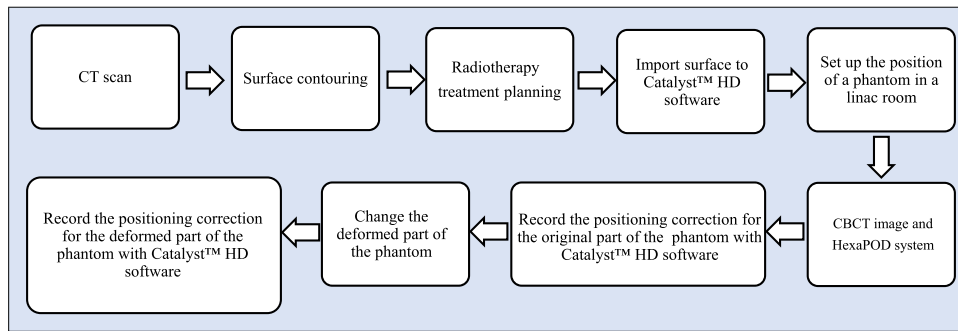 CT scan
Surface contouring
Radiotherapy
treatment planning
Import surface to
Catalyst™ HD
software
Set up the position
of a phantom in a
linac room
CBCT image and
HexaPOD system
Record the positioning correction for
the original part of the phantom with
Catalyst™ HD software
Change the
deformed part of
the phantom
Record the positioning correction
for the deformed part of the
phantom with Catalyst™ HD
software